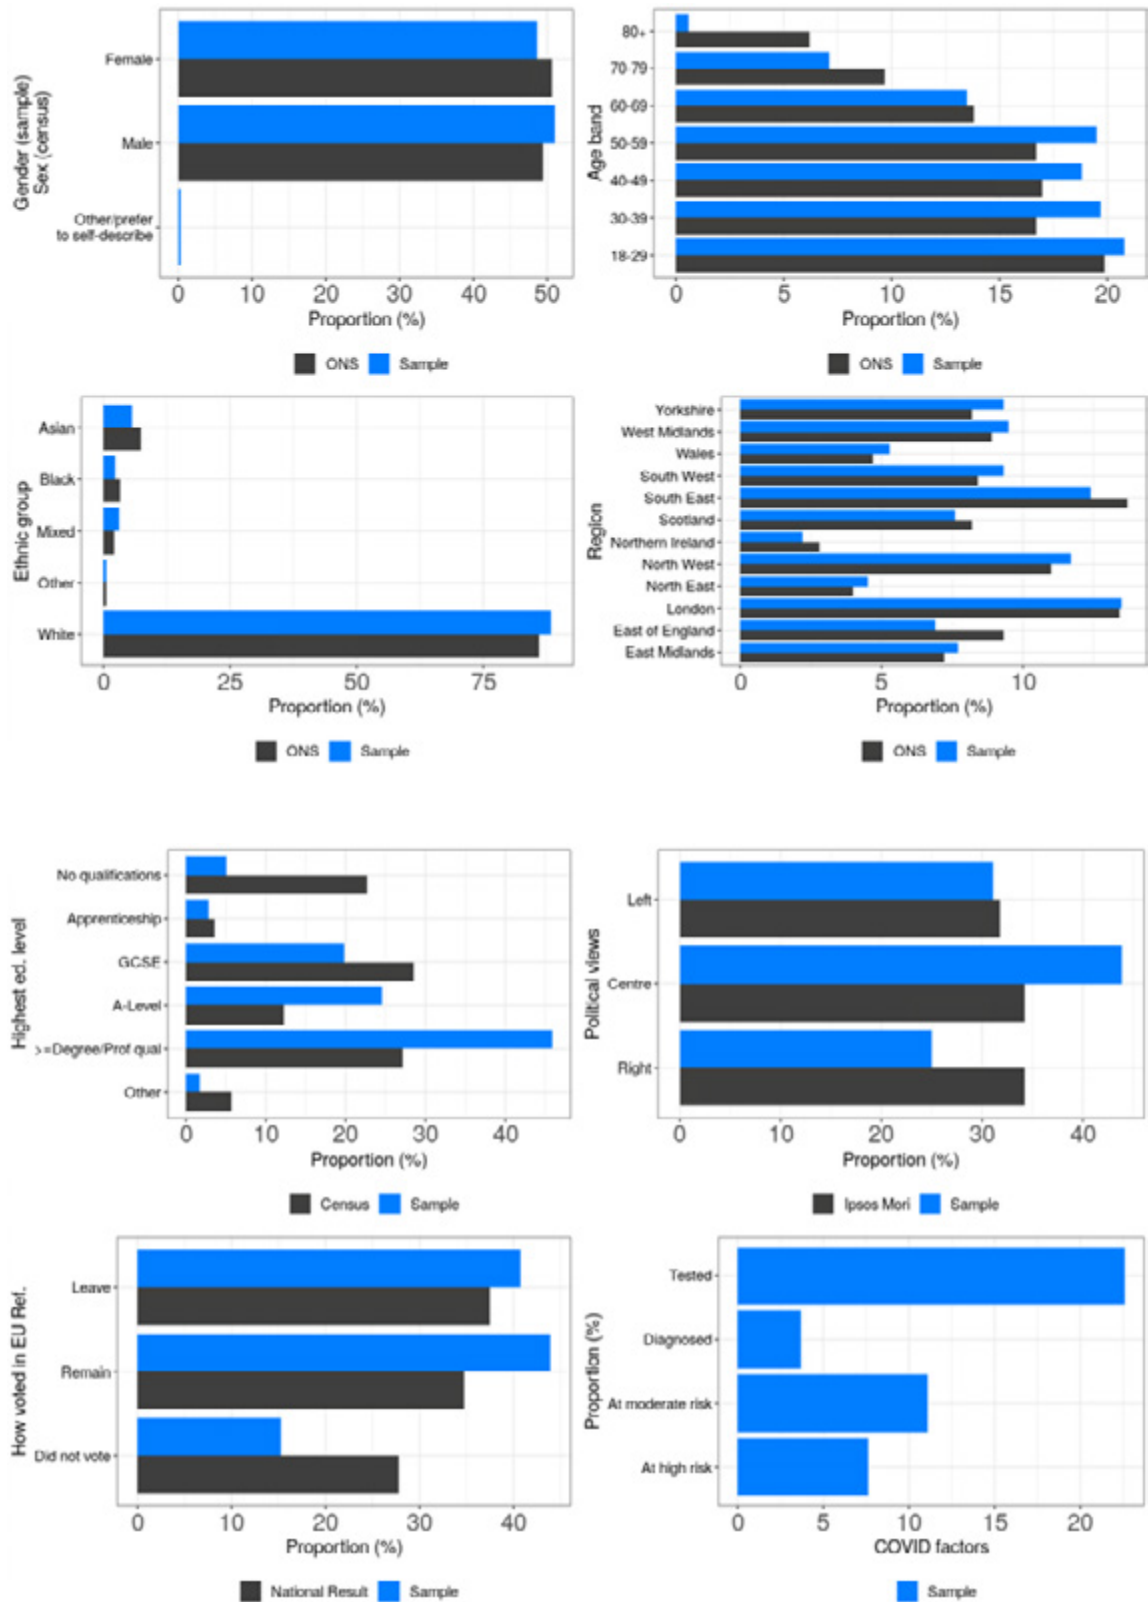 Gender (sample)
Sex (census)
Female
Male
Other/prefer
to self-describe
0 10 20 30 40 50
Proportion (%)
ONS Sample
Age band
80+
70-79
60-69
50-59
40-49
30-39
18-29
0 5 10 15 20
Proportion (%)
ONS Sample
Ethnic group
Asian
Black
Mixed
Other
White
0 25 50 75
Proportion (%)
ONS Sample
Region
Yorkshire
West Midlands
Wales
South West
South East
Scotland
Northern Ireland
North West
North East
London
East of England
East Midlands
0 5 10
Proportion (%)
ONS Sample
Highest ed. level
No qualifications
Apprenticeship
GCSE
A-Level
>=Degree/Prof qual
Other
0 10 20 30 40
Proportion (%)
Census Sample
Political views
Left
Centre
Right
0 10 20 30 40
Proportion (%)
Ipsos Mori Sample
How voted in EU Ref.
Leave
Remain
Did not vote
0 10 20 30 40
Proportion (%)
National Result Sample
Proportion (%)
Tested
Diagnosed
At moderate risk
At high risk
0 5 10 15 20
COVID factors
Sample